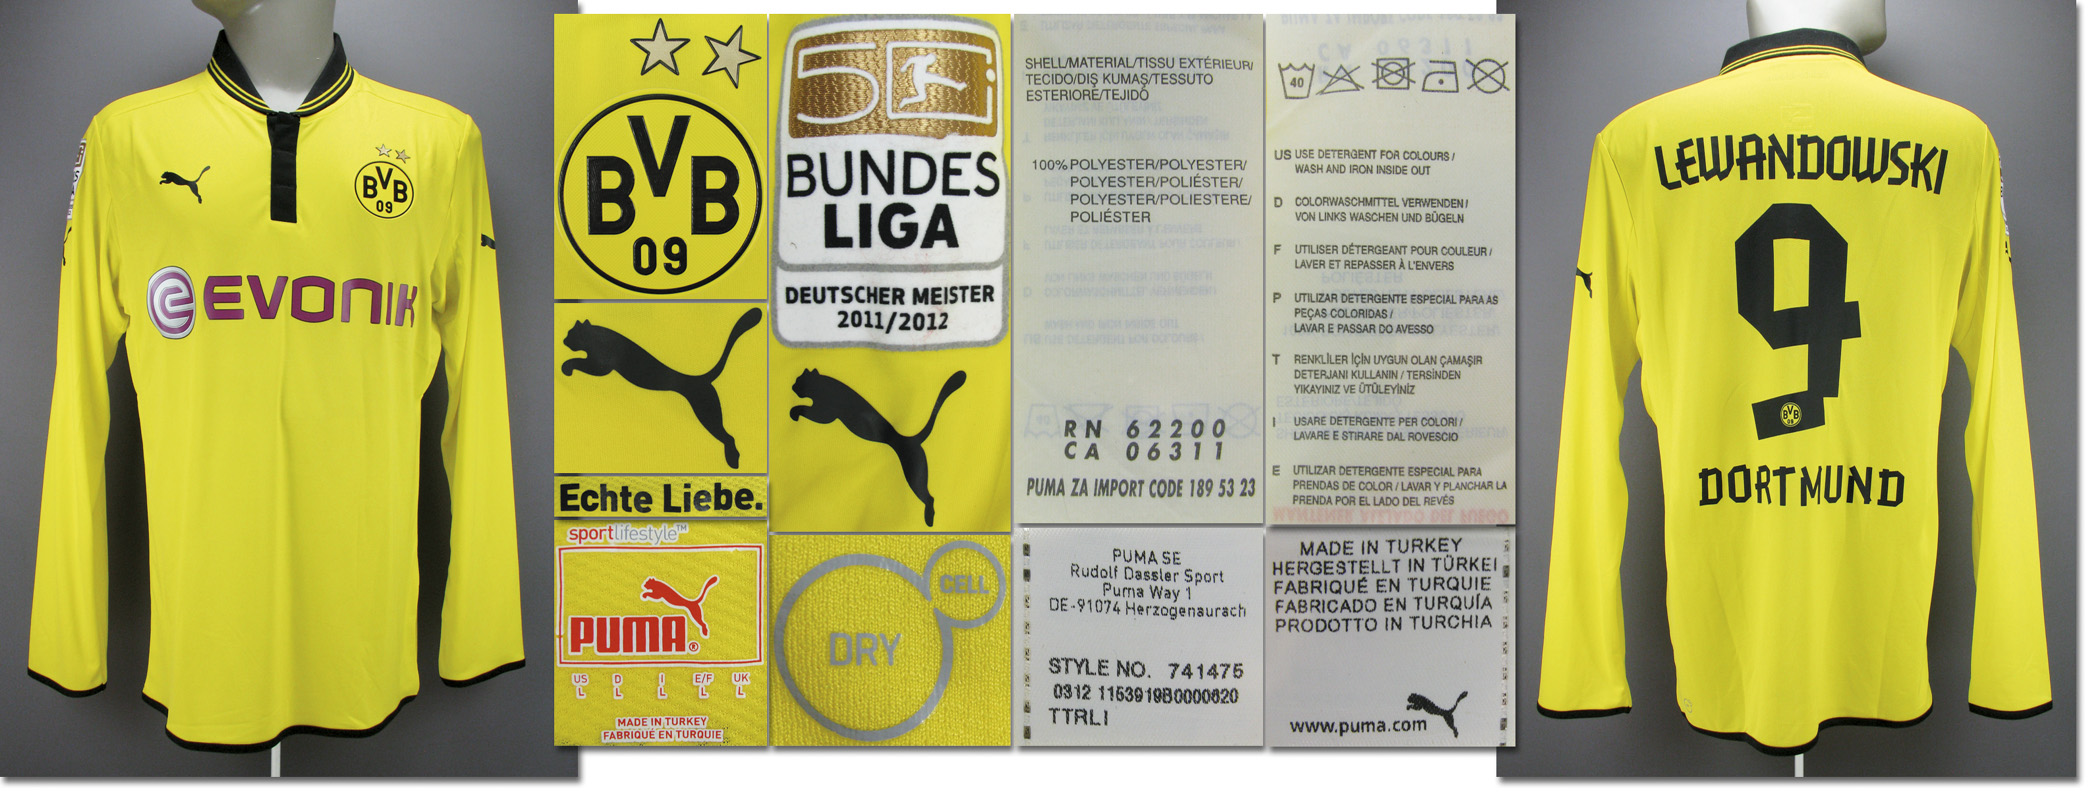 BVB
09
EVONIK
BVB
09
Echte Liebe.
sportlifestyle™
PUMA®
US D I E/F UK
L L L L L
MADE IN TURKEY
FABRIQUÉ EN TURQUIE
50
BUNDES
LIGA
DEUTSCHER MEISTER
2011/2012
DRY
CELL
SHELL/MATERIAL/TISSU EXTÉRIEUR/
TECIDO/DIŞ KUMAŞ/TESSUTO
ESTERIORE/TEJIDO
100% POLYESTER/POLYESTER/
POLYESTER/POLIÉSTER/
POLYESTER/POLIESTERE/
POLIÉSTER
RN 62200
CA 06311
PUMA ZA IMPORT CODE 189 53 23
PUMA SE
Rudolf Dassler Sport
Puma Way 1
DE-91074 Herzogenaurach
STYLE NO. 741475
0312 1153919B0000620
TTRLI
40
US USE DETERGENT FOR COLOURS /
WASH AND IRON INSIDE OUT
D COLORWASCHMITTEL VERWENDEN /
VON LINKS WASCHEN UND BÜGELN
F UTILISER DÉTERGEANT POUR COULEUR /
LAVER ET REPASSER À L'ENVERS
P UTILIZAR DETERGENTE ESPECIAL PARA AS
PEÇAS COLORIDAS /
LAVAR E PASSAR DO AVESSO
T RENKLİLER İÇİN UYGUN OLAN ÇAMAŞIR
DETERJANI KULLANIN / TERSİNDEN
YIKAYINIZ VE ÜTÜLEYİNİZ
I USARE DETERGENTE PER COLORI /
LAVARE E STIRARE DAL ROVESCIO
E UTILIZAR DETERGENTE ESPECIAL PARA
PRENDAS DE COLOR / LAVAR Y PLANCHAR LA
PRENDA POR EL LADO DEL REVÉS
MADE IN TURKEY
HERGESTELLT IN TÜRKEI
FABRIQUÉ EN TURQUIE
FABRICADO EN TURQUÍA
PRODOTTO IN TURCHIA
www.puma.com
LEWANDOWSKI
9
BVB
09
DORTMUND